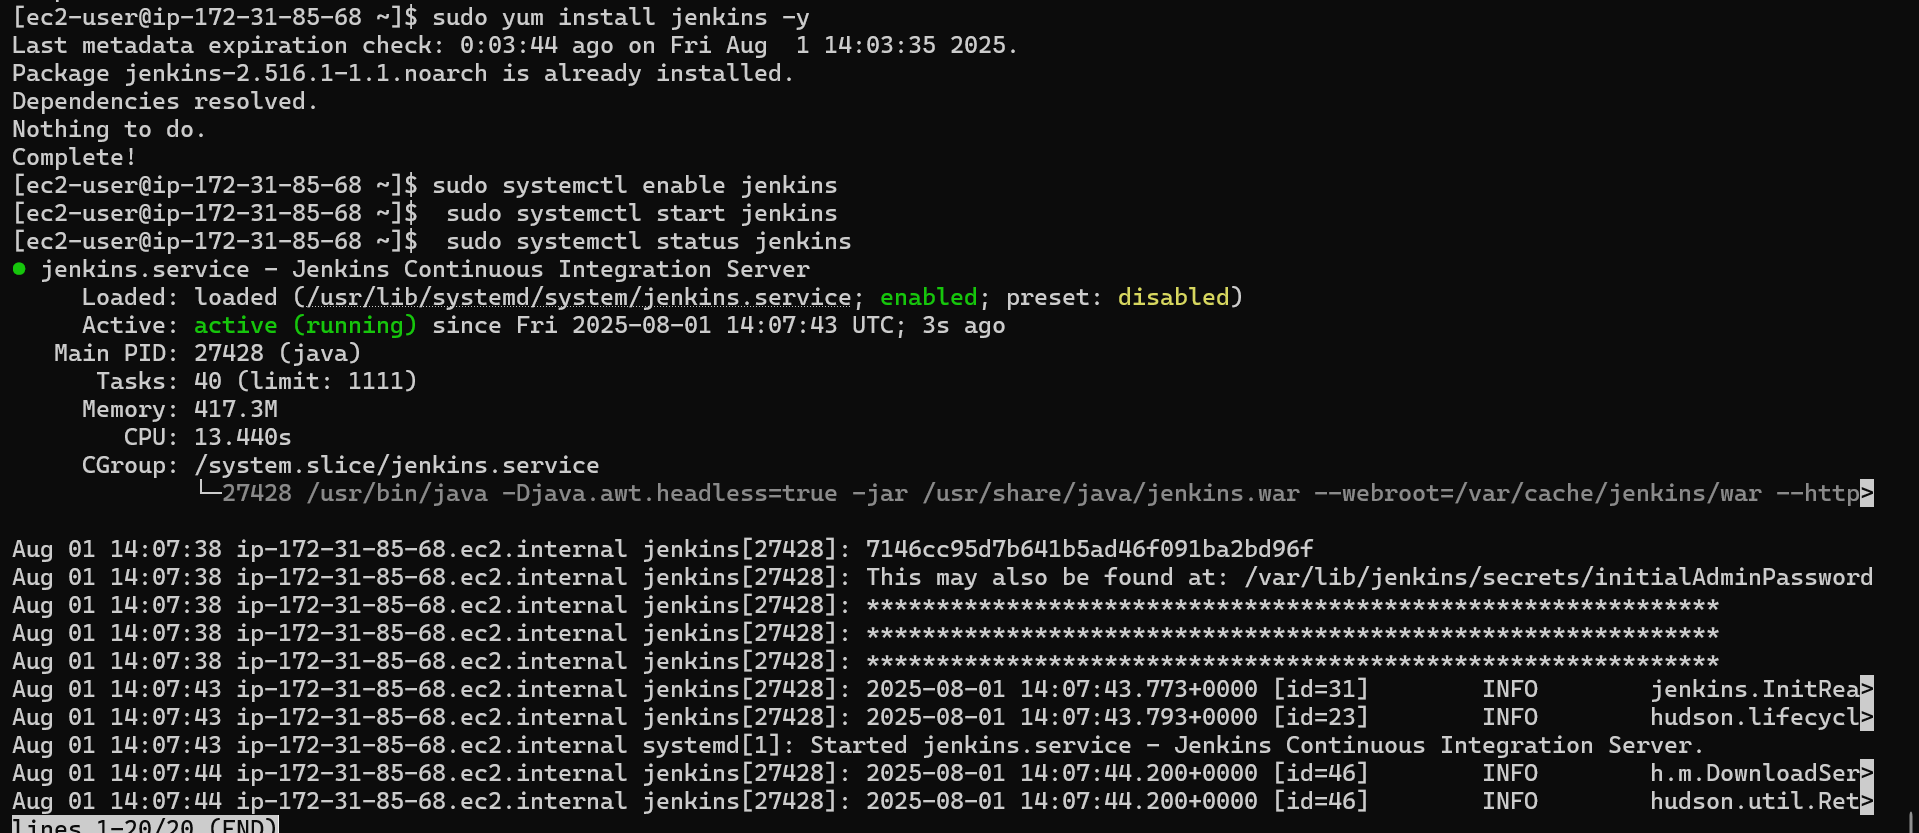 [ec2-user@ip-172-31-85-68 ~]$ sudo yum install jenkins -y
Last metadata expiration check: 0:03:44 ago on Fri Aug  1 14:03:35 2025.
Package jenkins-2.516.1-1.1.noarch is already installed.
Dependencies resolved.
Nothing to do.
Complete!
[ec2-user@ip-172-31-85-68 ~]$ sudo systemctl enable jenkins
[ec2-user@ip-172-31-85-68 ~]$  sudo systemctl start jenkins
[ec2-user@ip-172-31-85-68 ~]$  sudo systemctl status jenkins
● jenkins.service - Jenkins Continuous Integration Server
     Loaded: loaded (/usr/lib/systemd/system/jenkins.service; enabled; preset: disabled)
     Active: active (running) since Fri 2025-08-01 14:07:43 UTC; 3s ago
   Main PID: 27428 (java)
      Tasks: 40 (limit: 1111)
     Memory: 417.3M
        CPU: 13.440s
     CGroup: /system.slice/jenkins.service
             └─27428 /usr/bin/java -Djava.awt.headless=true -jar /usr/share/java/jenkins.war --webroot=/var/cache/jenkins/war --http>
Aug 01 14:07:38 ip-172-31-85-68.ec2.internal jenkins[27428]: 7146cc95d7b641b5ad46f091ba2bd96f
Aug 01 14:07:38 ip-172-31-85-68.ec2.internal jenkins[27428]: This may also be found at: /var/lib/jenkins/secrets/initialAdminPassword
Aug 01 14:07:38 ip-172-31-85-68.ec2.internal jenkins[27428]: *************************************************************
Aug 01 14:07:38 ip-172-31-85-68.ec2.internal jenkins[27428]: *************************************************************
Aug 01 14:07:38 ip-172-31-85-68.ec2.internal jenkins[27428]: *************************************************************
Aug 01 14:07:43 ip-172-31-85-68.ec2.internal jenkins[27428]: 2025-08-01 14:07:43.773+0000 [id=31]        INFO        jenkins.InitRea>
Aug 01 14:07:43 ip-172-31-85-68.ec2.internal jenkins[27428]: 2025-08-01 14:07:43.793+0000 [id=23]        INFO        hudson.lifecycl>
Aug 01 14:07:43 ip-172-31-85-68.ec2.internal systemd[1]: Started jenkins.service - Jenkins Continuous Integration Server.
Aug 01 14:07:44 ip-172-31-85-68.ec2.internal jenkins[27428]: 2025-08-01 14:07:44.200+0000 [id=46]        INFO        h.m.DownloadSer>
Aug 01 14:07:44 ip-172-31-85-68.ec2.internal jenkins[27428]: 2025-08-01 14:07:44.200+0000 [id=46]        INFO        hudson.util.Ret>
lines 1-20/20 (END)